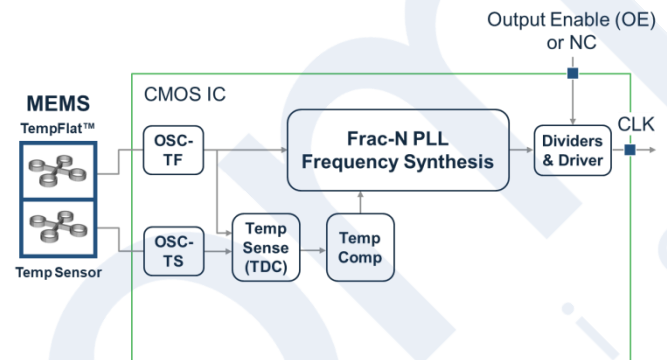 Output Enable (OE)
or NC
MEMS
TempFlat™
CMOS IC
CLK
OSC-
TF
Frac-N PLL
Frequency Synthesis
Dividers
& Driver
OSC-
TS
Temp
Sense
(TDC)
Temp
Comp
Temp Sensor